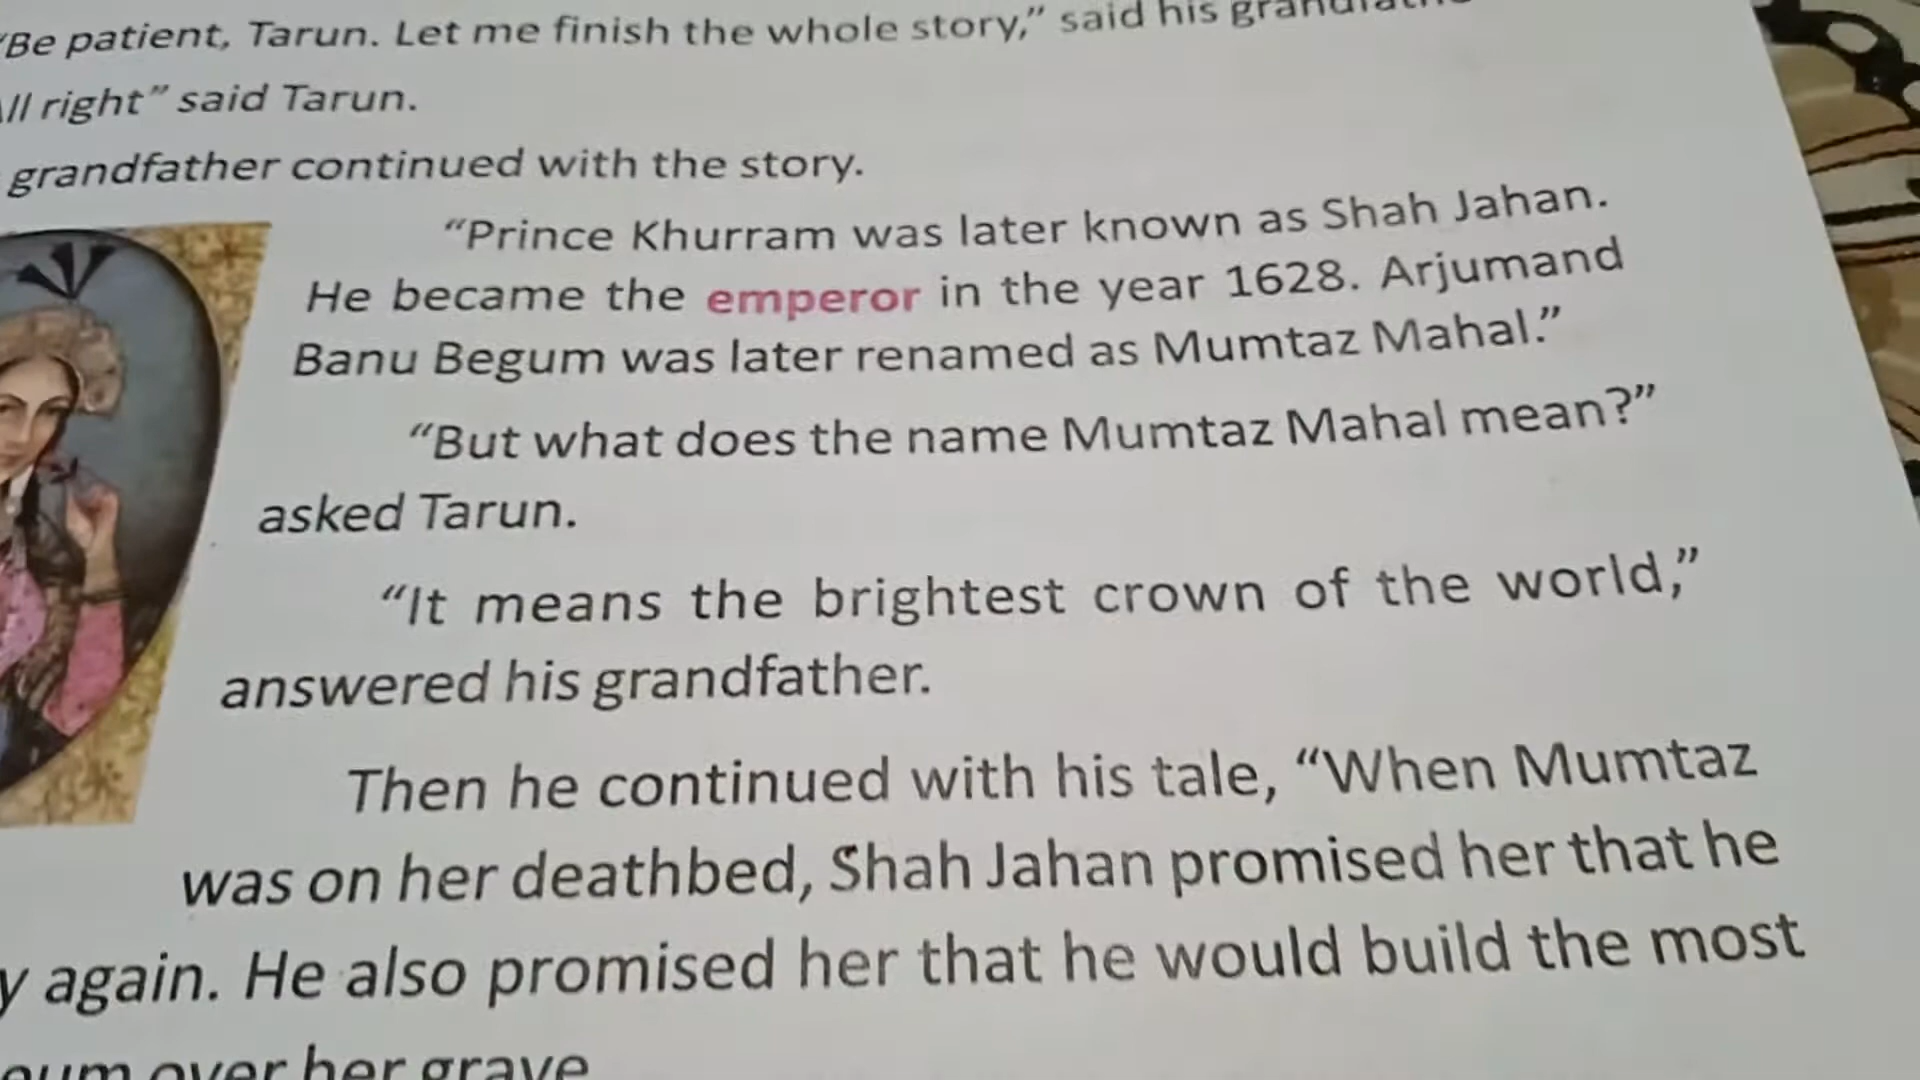 “Be patient, Tarun. Let me finish the whole story,” said his
right” said Tarun.
grandfather continued with the story.
“Prince Khurram was later known as Shah Jahan.
He became the emperor in the year 1628. Arjumand
Banu Begum was later renamed as Mumtaz Mahal.”
“But what does the name Mumtaz Mahal mean?”
asked Tarun.
“It means the brightest crown of the world,”
answered his grandfather.
Then he continued with his tale, “When Mumtaz
was on her deathbed, Shah Jahan promised her that he
again. He also promised her that he would build the most
over her grave